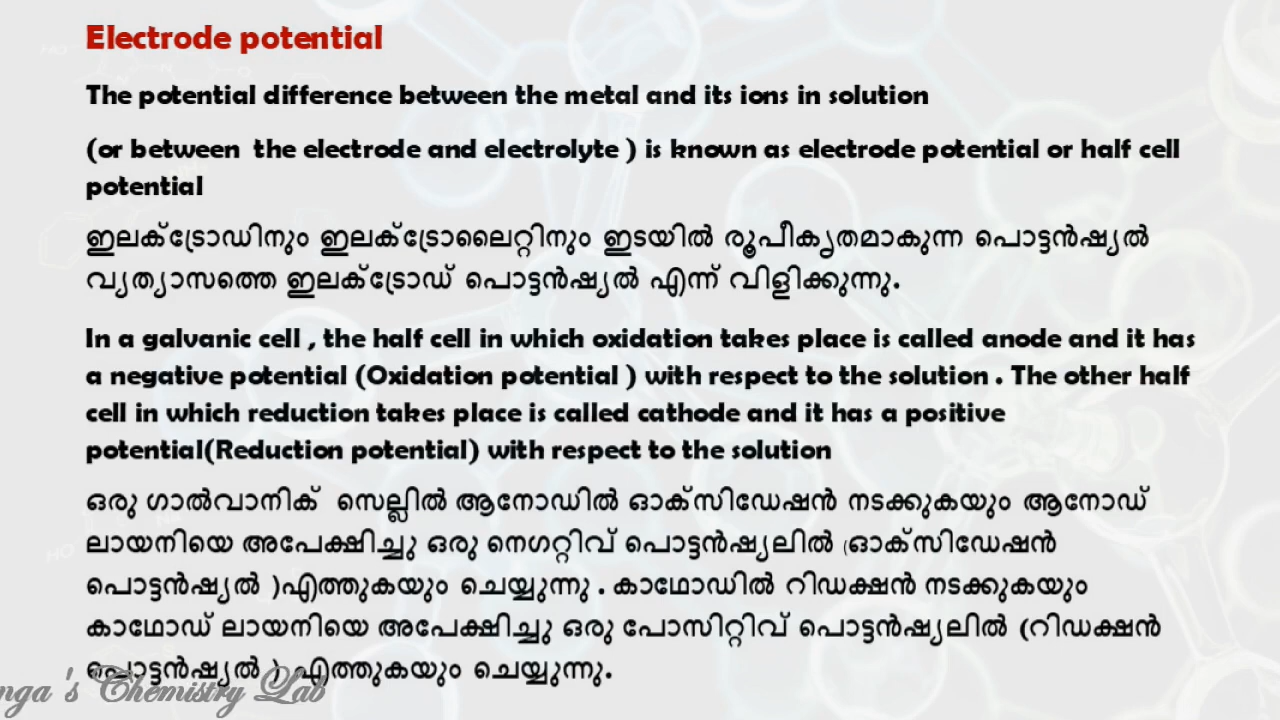 Electrode potential
The potential difference between the metal and its ions in solution
(or between the electrode and electrolyte ) is known as electrode potential or half cell
potential
ഇലക്ട്രോഡിനും ഇലക്ട്രോലൈറ്റിനും ഇടയിൽ രൂപീകൃതമാകുന്ന പൊട്ടൻഷ്യൽ
വ്യത്യാസത്തെ ഇലക്ട്രോഡ് പൊട്ടൻഷ്യൽ എന്ന് വിളിക്കുന്നു.
In a galvanic cell , the half cell in which oxidation takes place is called anode and it has
a negative potential (Oxidation potential ) with respect to the solution . The other half
cell in which reduction takes place is called cathode and it has a positive
potential(Reduction potential) with respect to the solution
ഒരു ഗാൽവാനിക് സെല്ലിൽ ആനോഡിൽ ഓക്സിഡേഷൻ നടക്കുകയും ആനോഡ്
ലായനിയെ അപേക്ഷിച്ചു ഒരു നെഗറ്റിവ് പൊട്ടൻഷ്യലിൽ (ഓക്സിഡേഷൻ
പൊട്ടൻഷ്യൽ )എത്തുകയും ചെയ്യുന്നു . കാഥോഡിൽ റിഡക്ഷൻ നടക്കുകയും
കാഥോഡ് ലായനിയെ അപേക്ഷിച്ചു ഒരു പോസിറ്റിവ് പൊട്ടൻഷ്യലിൽ (റിഡക്ഷൻ
പൊട്ടൻഷ്യൽ ) എത്തുകയും ചെയ്യുന്നു.
nga 's Chemistry Lab